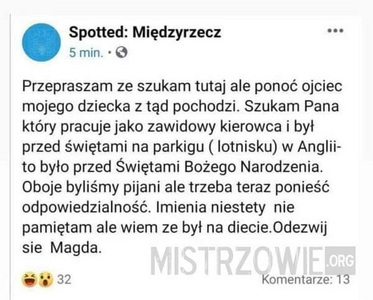 Spotted: Międzyrzecz
5 min. •
Przepraszam ze szukam tutaj ale ponoć ojciec
mojego dziecka z tąd pochodzi. Szukam Pana
który pracuje jako zawidowy kierowca i był
przed świętami na parkigu ( lotnisku) w Anglii-
to było przed Świętami Bożego Narodzenia.
Oboje byliśmy pijani ale trzeba teraz ponieść
odpowiedzialność. Imienia niestety nie
pamiętam ale wiem ze był na diecie.Odezwij
sie Magda.
MISTRZOWIE.ORG
32 Komentarze: 13